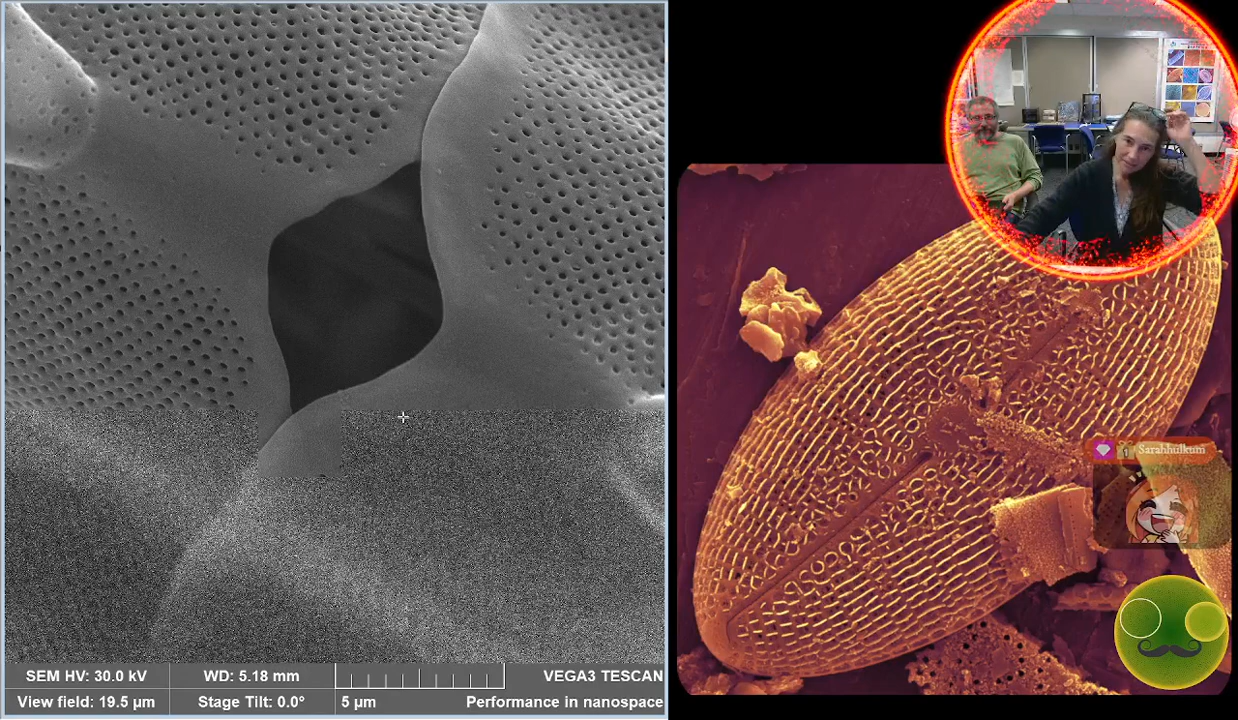 SEM HV: 30.0 kV
WD: 5.18 mm
VEGA3 TESCAN
View field: 19.5 µm
Stage Tilt: 0.0°
5 µm
Performance in nanospace
1
Sarahhulkum